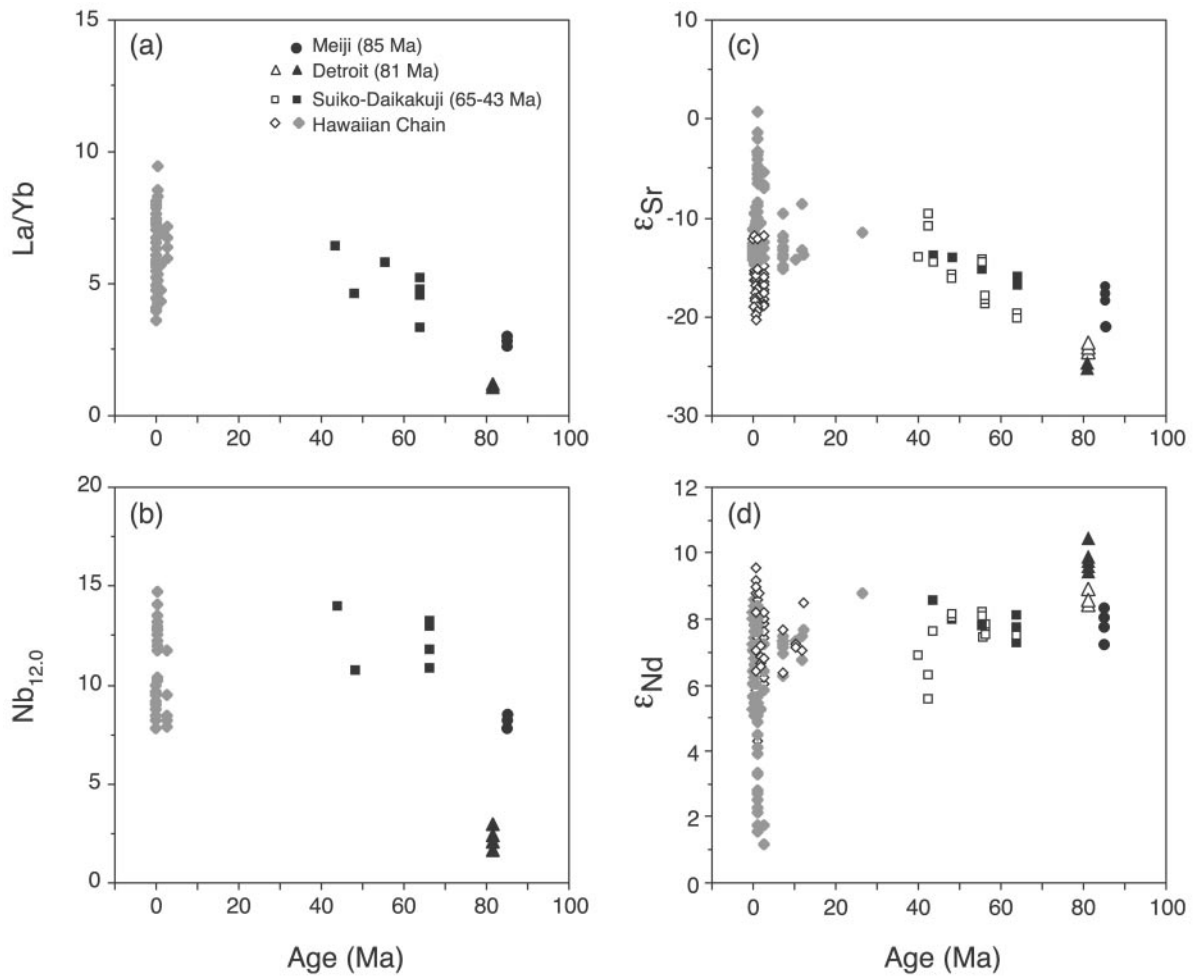 (a)
Meiji (85 Ma)
Detroit (81 Ma)
Suiko-Daikakuji (65-43 Ma)
Hawaiian Chain
La/Yb
15
10
5
0
0 20 40 60 80 100
(c)
εSr
10
0
-10
-20
-30
0 20 40 60 80 100
(b)
Nb12.0
20
15
10
5
0
0 20 40 60 80 100
Age (Ma)
(d)
εNd
12
10
8
6
4
2
0
0 20 40 60 80 100
Age (Ma)